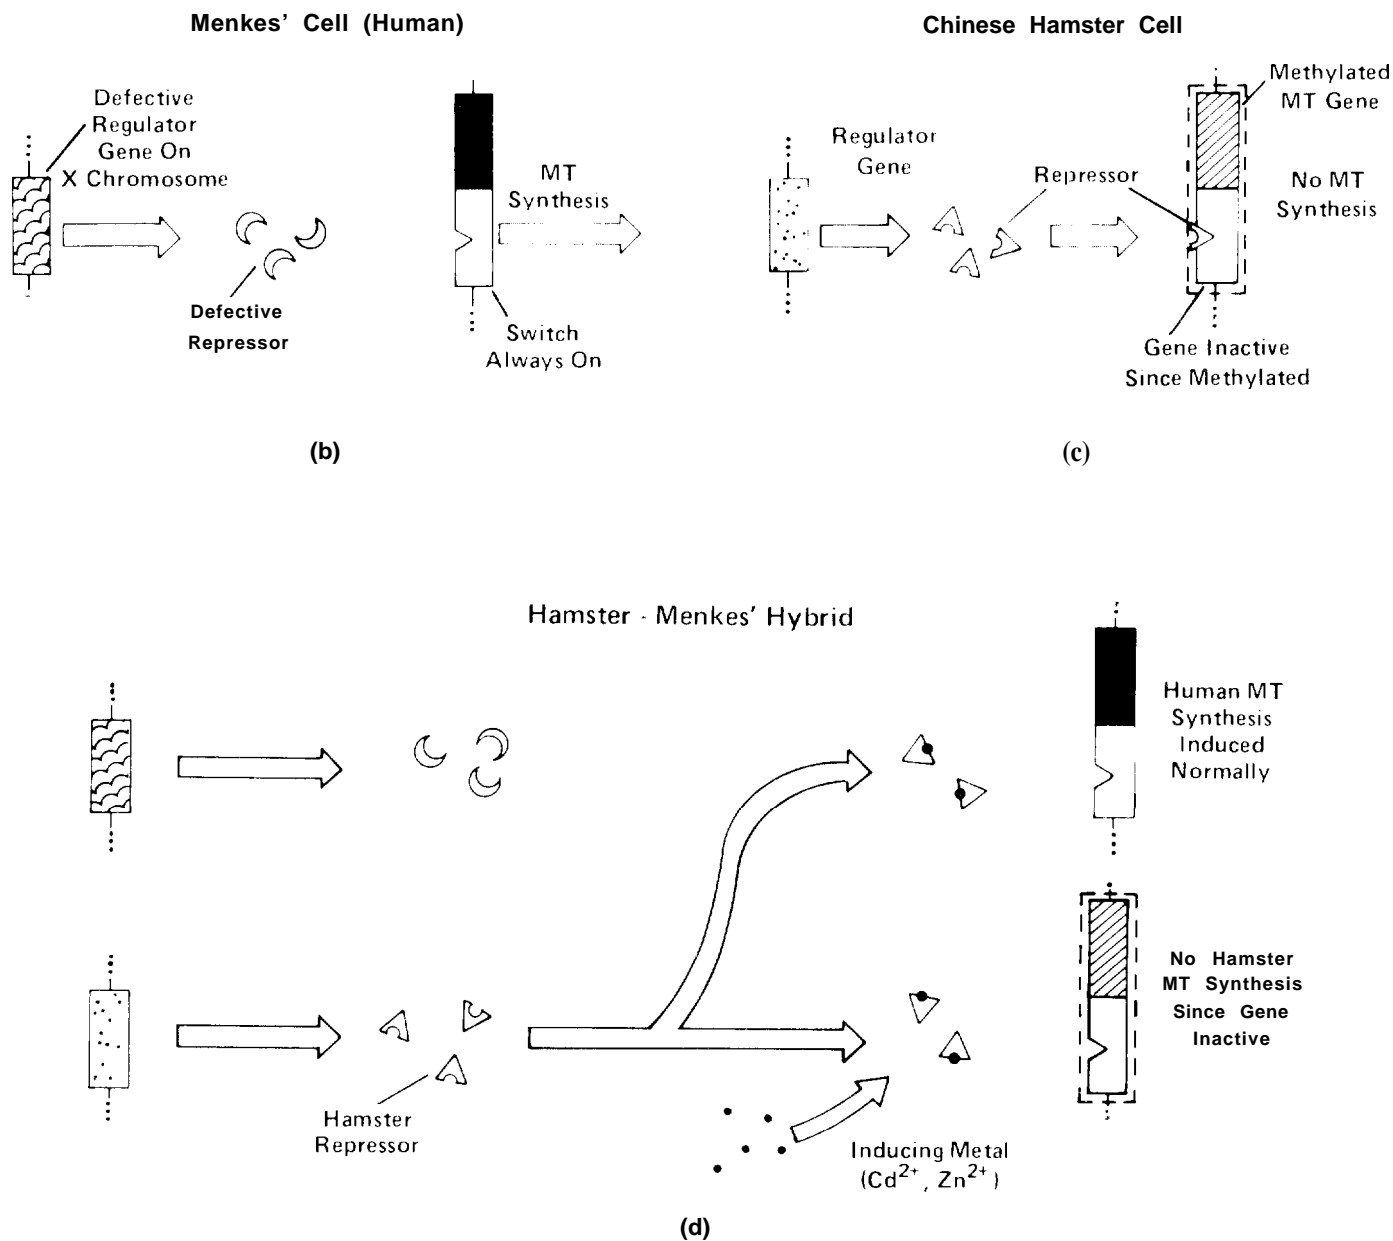 Menkes' Cell (Human)
Defective
Regulator
Gene On
X Chromosome
Defective
Repressor
MT
Synthesis
Switch
Always On
(b)
Chinese Hamster Cell
Regulator
Gene
Repressor
Methylated
MT Gene
No MT
Synthesis
Gene Inactive
Since Methylated
(c)
Hamster - Menkes' Hybrid
Human MT
Synthesis
Induced
Normally
Hamster
Repressor
Inducing Metal
(Cd²⁺, Zn²⁺)
No Hamster
MT Synthesis
Since Gene
Inactive
(d)